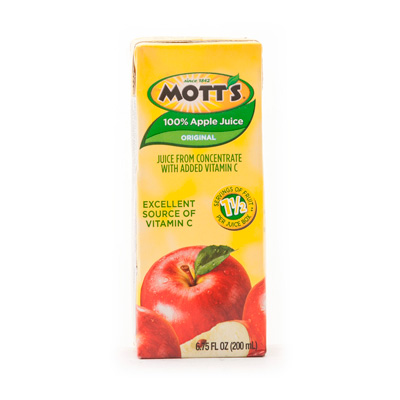 SINCE 1842
MOTT'S
100% Apple Juice
ORIGINAL
JUICE FROM CONCENTRATE
WITH ADDED VITAMIN C
EXCELLENT
SOURCE OF
VITAMIN C
SERVINGS OF FRUIT
1½
PER JUICE BOX
6.75 FL OZ (200 mL)